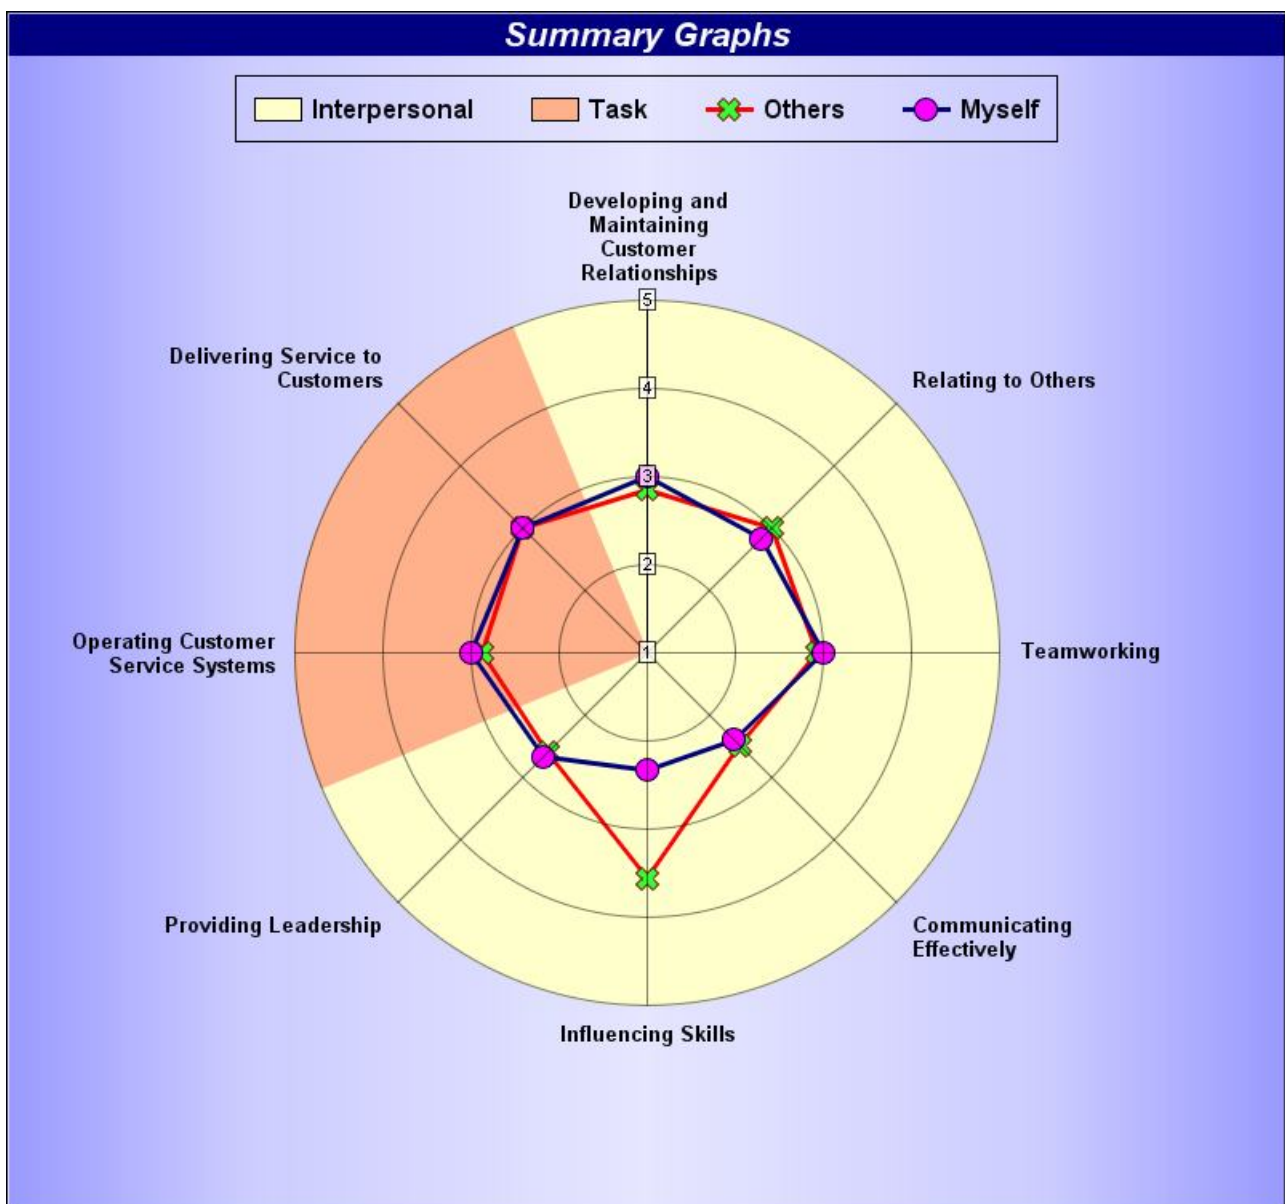 Summary Graphs
Interpersonal Task Others Myself
Developing and
Maintaining
Customer
Relationships
5
4
3
2
1
Relating to Others
Teamworking
Communicating
Effectively
Influencing Skills
Providing Leadership
Operating Customer
Service Systems
Delivering Service to
Customers